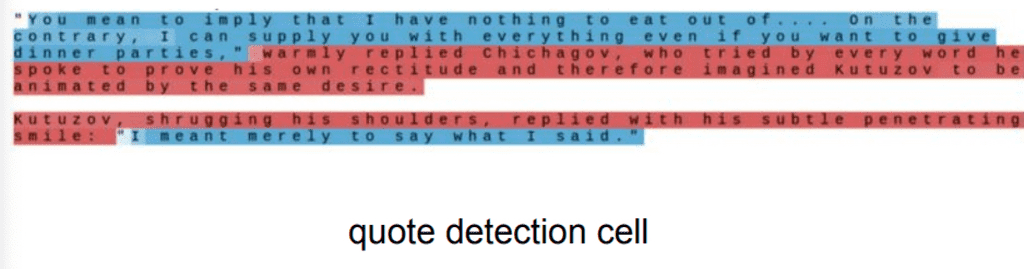 "You mean to imply that I have nothing to eat out of.... On the
contrary, I can supply you with everything even if you want to give
dinner parties," warmly replied Chichagov, who tried by every word he
spoke to prove his own rectitude and therefore imagined Kutuzov to be
animated by the same desire.
Kutuzov, shrugging his shoulders, replied with his subtle penetrating
smile: "I meant merely to say what I said."
quote detection cell